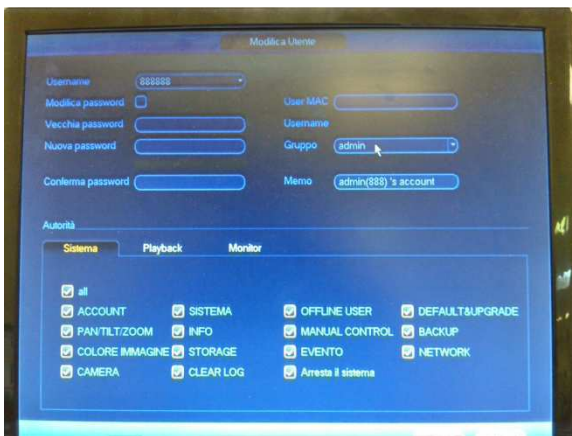 Modifica Utente
Username 888888
Modifica password User MAC
Vecchia password Username
Nuova password Gruppo admin
Conferma password Memo admin(888) 's account
Autorità
Sistema Playback Monitor
all
ACCOUNT SISTEMA OFFLINE USER DEFAULT&UPGRADE
PAN/TILT/ZOOM INFO MANUAL CONTROL BACKUP
COLORE IMMAGINE STORAGE EVENTO NETWORK
CAMERA CLEAR LOG Arresta il sistema